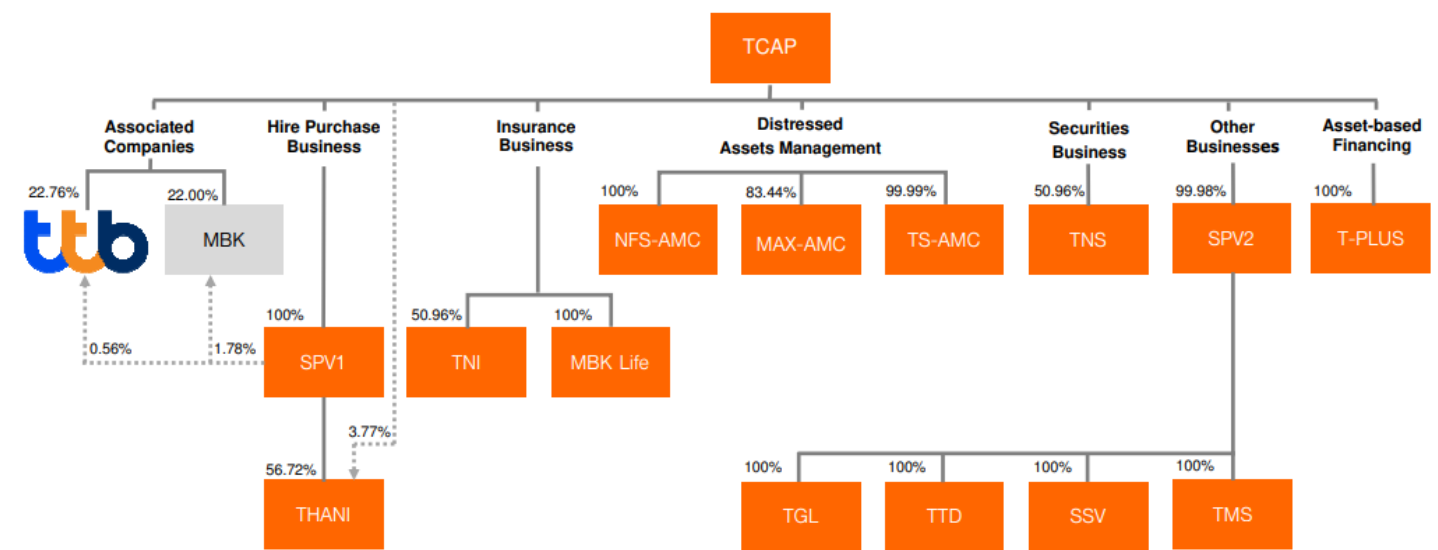 TCAP
Associated
Companies
Hire Purchase
Business
Insurance
Business
Distressed
Assets Management
Securities
Business
Other
Businesses
Asset-based
Financing
22.76%
22.00%
100%
83.44%
99.99%
50.96%
99.98%
100%
ttb
MBK
NFS-AMC
MAX-AMC
TS-AMC
TNS
SPV2
T-PLUS
100%
50.96%
100%
0.56%
1.78%
SPV1
TNI
MBK Life
3.77%
56.72%
100%
100%
100%
100%
THANI
TGL
TTD
SSV
TMS